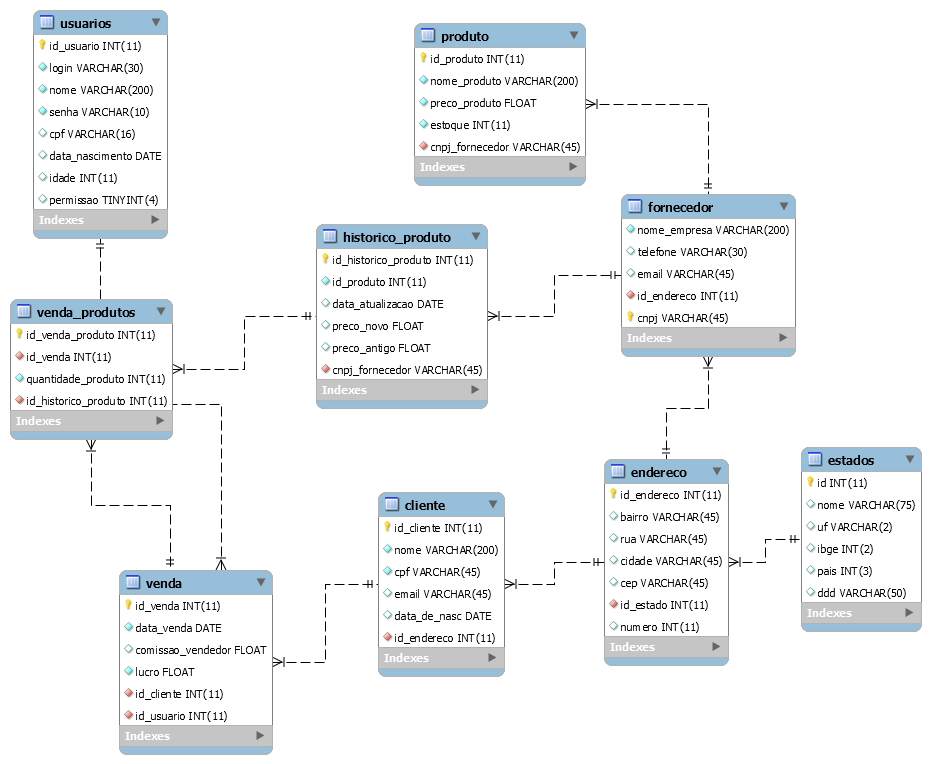 usuarios
id_usuario INT(11)
login VARCHAR(30)
nome VARCHAR(200)
senha VARCHAR(10)
cpf VARCHAR(16)
data_nascimento DATE
idade INT(11)
permissao TINYINT(4)
Indexes
produto
id_produto INT(11)
nome_produto VARCHAR(200)
preco_produto FLOAT
estoque INT(11)
cnpj_fornecedor VARCHAR(45)
Indexes
fornecedor
nome_empresa VARCHAR(200)
telefone VARCHAR(30)
email VARCHAR(45)
id_endereco INT(11)
cnpj VARCHAR(45)
Indexes
historico_produto
id_historico_produto INT(11)
id_produto INT(11)
data_atualizacao DATE
preco_novo FLOAT
preco_antigo FLOAT
cnpj_fornecedor VARCHAR(45)
Indexes
venda_produtos
id_venda_produto INT(11)
id_venda INT(11)
quantidade_produto INT(11)
id_historico_produto INT(11)
Indexes
endereco
id_endereco INT(11)
bairro VARCHAR(45)
rua VARCHAR(45)
cidade VARCHAR(45)
cep VARCHAR(45)
id_estado INT(11)
numero INT(11)
Indexes
estados
id INT(11)
nome VARCHAR(75)
uf VARCHAR(2)
ibge INT(2)
pais INT(3)
ddd VARCHAR(50)
Indexes
cliente
id_cliente INT(11)
nome VARCHAR(200)
cpf VARCHAR(45)
email VARCHAR(45)
data_de_nasc DATE
id_endereco INT(11)
Indexes
venda
id_venda INT(11)
data_venda DATE
comissao_vendedor FLOAT
lucro FLOAT
id_cliente INT(11)
id_usuario INT(11)
Indexes